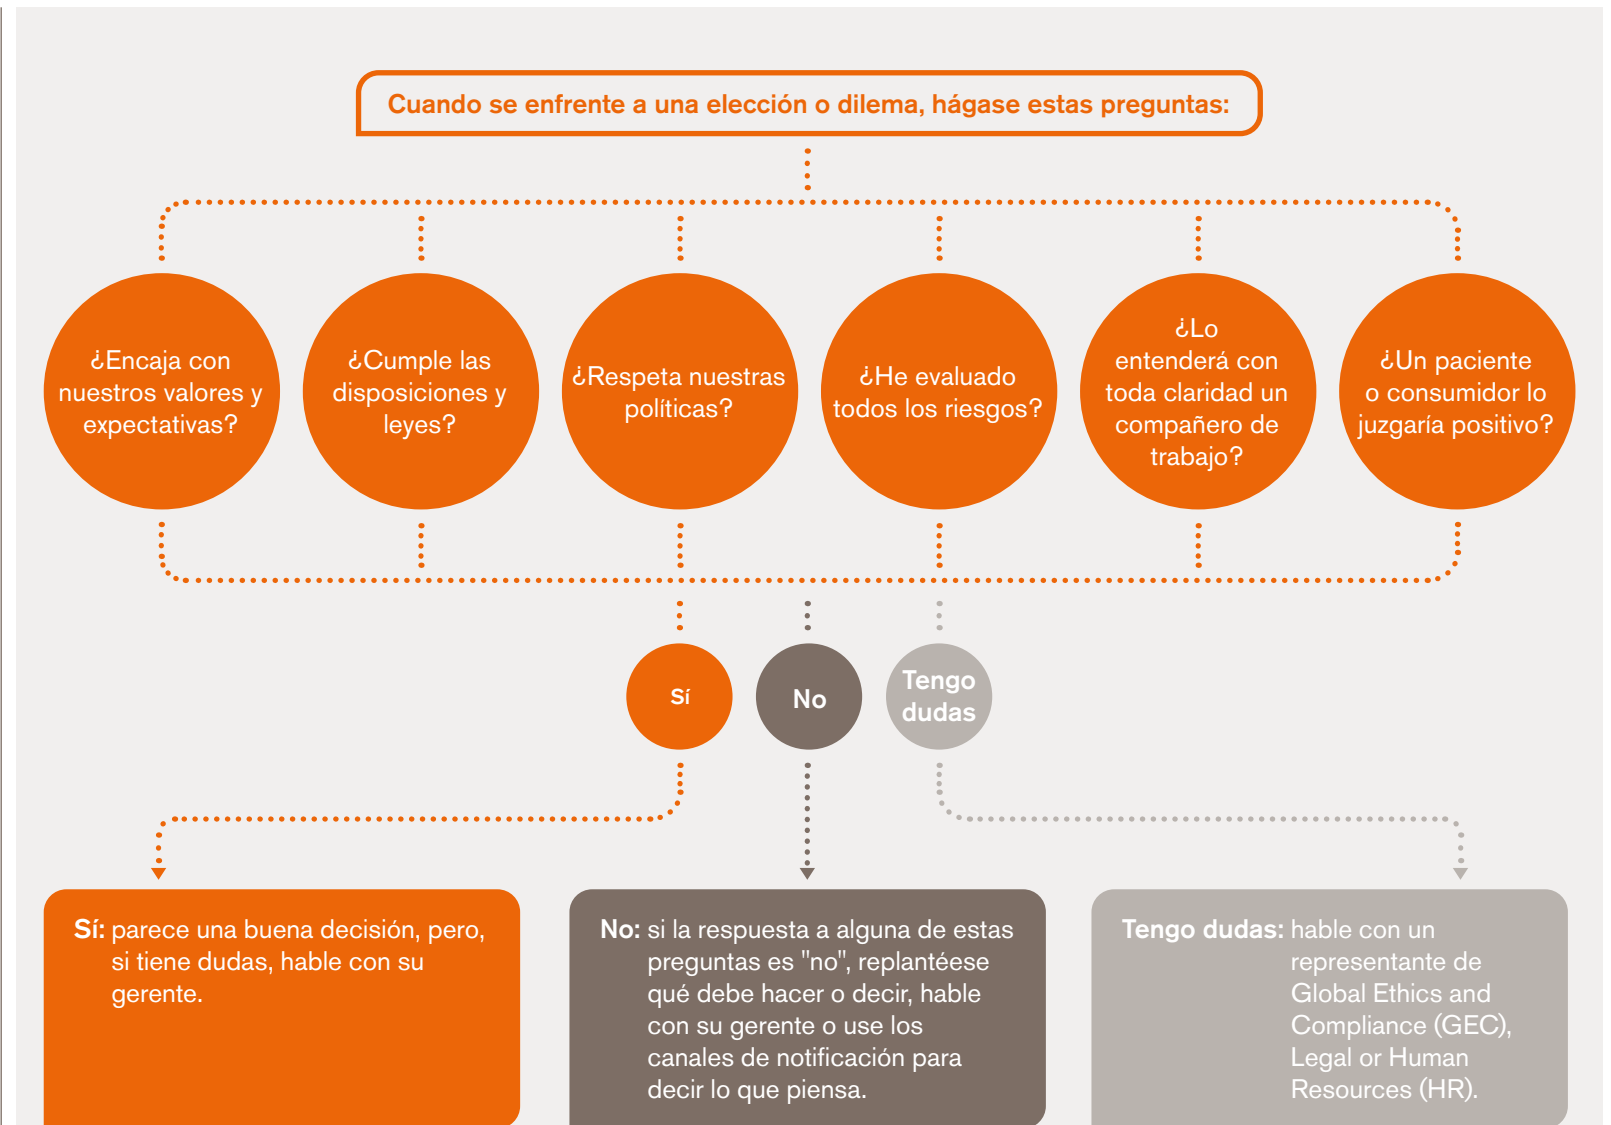 Cuando se enfrente a una elección o dilema, hágase estas preguntas:
¿Encaja con
nuestros valores y
expectativas?
¿Cumple las
disposiciones y
leyes?
¿Respeta nuestras
políticas?
¿He evaluado
todos los riesgos?
¿Lo
entenderá con
toda claridad un
compañero de
trabajo?
¿Un paciente
o consumidor lo
juzgaría positivo?
Sí
No
Tengo
dudas
Sí: parece una buena decisión, pero,
si tiene dudas, hable con su
gerente.
No: si la respuesta a alguna de estas
preguntas es "no", replantéese
qué debe hacer o decir, hable
con su gerente o use los
canales de notificación para
decir lo que piensa.
Tengo dudas: hable con un
representante de
Global Ethics and
Compliance (GEC),
Legal or Human
Resources (HR).